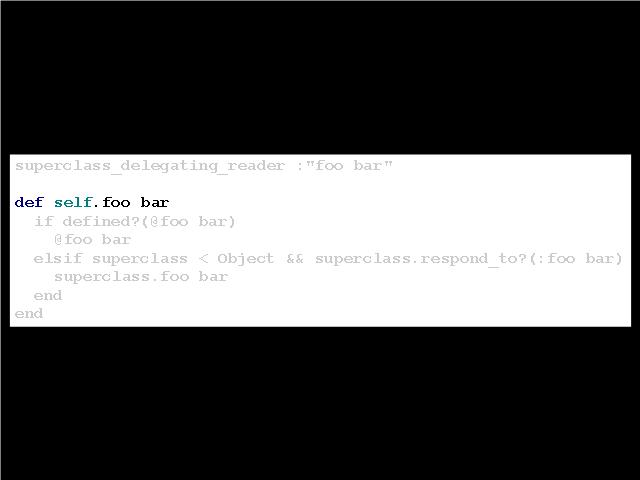 superclass_delegating_reader :"foo bar"
def self.foo bar
if defined?(@foo bar)
@foo bar
elsif superclass < Object && superclass.respond_to?(:foo bar)
superclass.foo bar
end
end